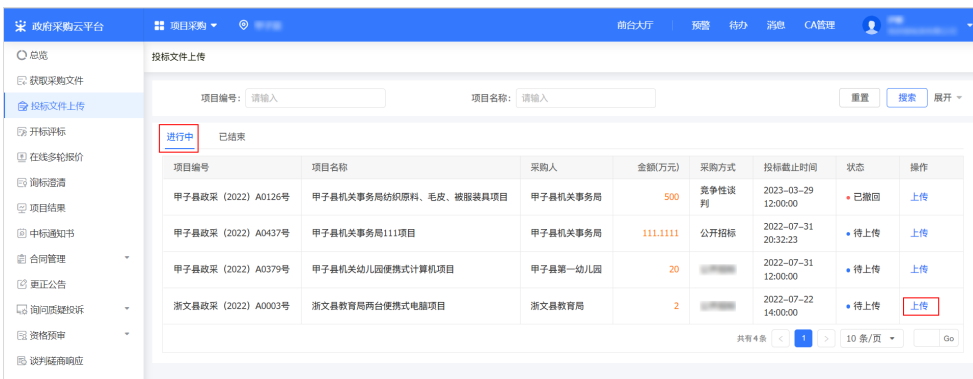 政府采购云平台 项目采购 前台大厅 预警 待办 消息 CA管理
总览
获取采购文件
投标文件上传
开标评标
在线多轮报价
询标澄清
项目结果
中标通知书
合同管理
更正公告
询问质疑投诉
资格预审
谈判磋商响应
投标文件上传
项目编号： 请输入 项目名称： 请输入 重置 搜索 展开
进行中 已结束
项目编号 项目名称 采购人 金额(万元) 采购方式 投标截止时间 状态 操作
甲子县政采（2022）A0126号 甲子县机关事务局纺织原料、毛皮、被服装具项目 甲子县机关事务局 500 竞争性谈判 2023-03-29 12:00:00 已撤回 上传
甲子县政采（2022）A0437号 甲子县机关事务局111项目 甲子县机关事务局 111.1111 公开招标 2022-07-31 20:32:23 待上传 上传
甲子县政采（2022）A0379号 甲子县机关幼儿园便携式计算机项目 甲子县第一幼儿园 20 2022-07-31 12:00:00 待上传 上传
浙文县政采（2022）A0003号 浙文县教育局两台便携式电脑项目 浙文县教育局 2 2022-07-22 14:00:00 待上传 上传
共有4条 < 1 > 10 条/页 Go